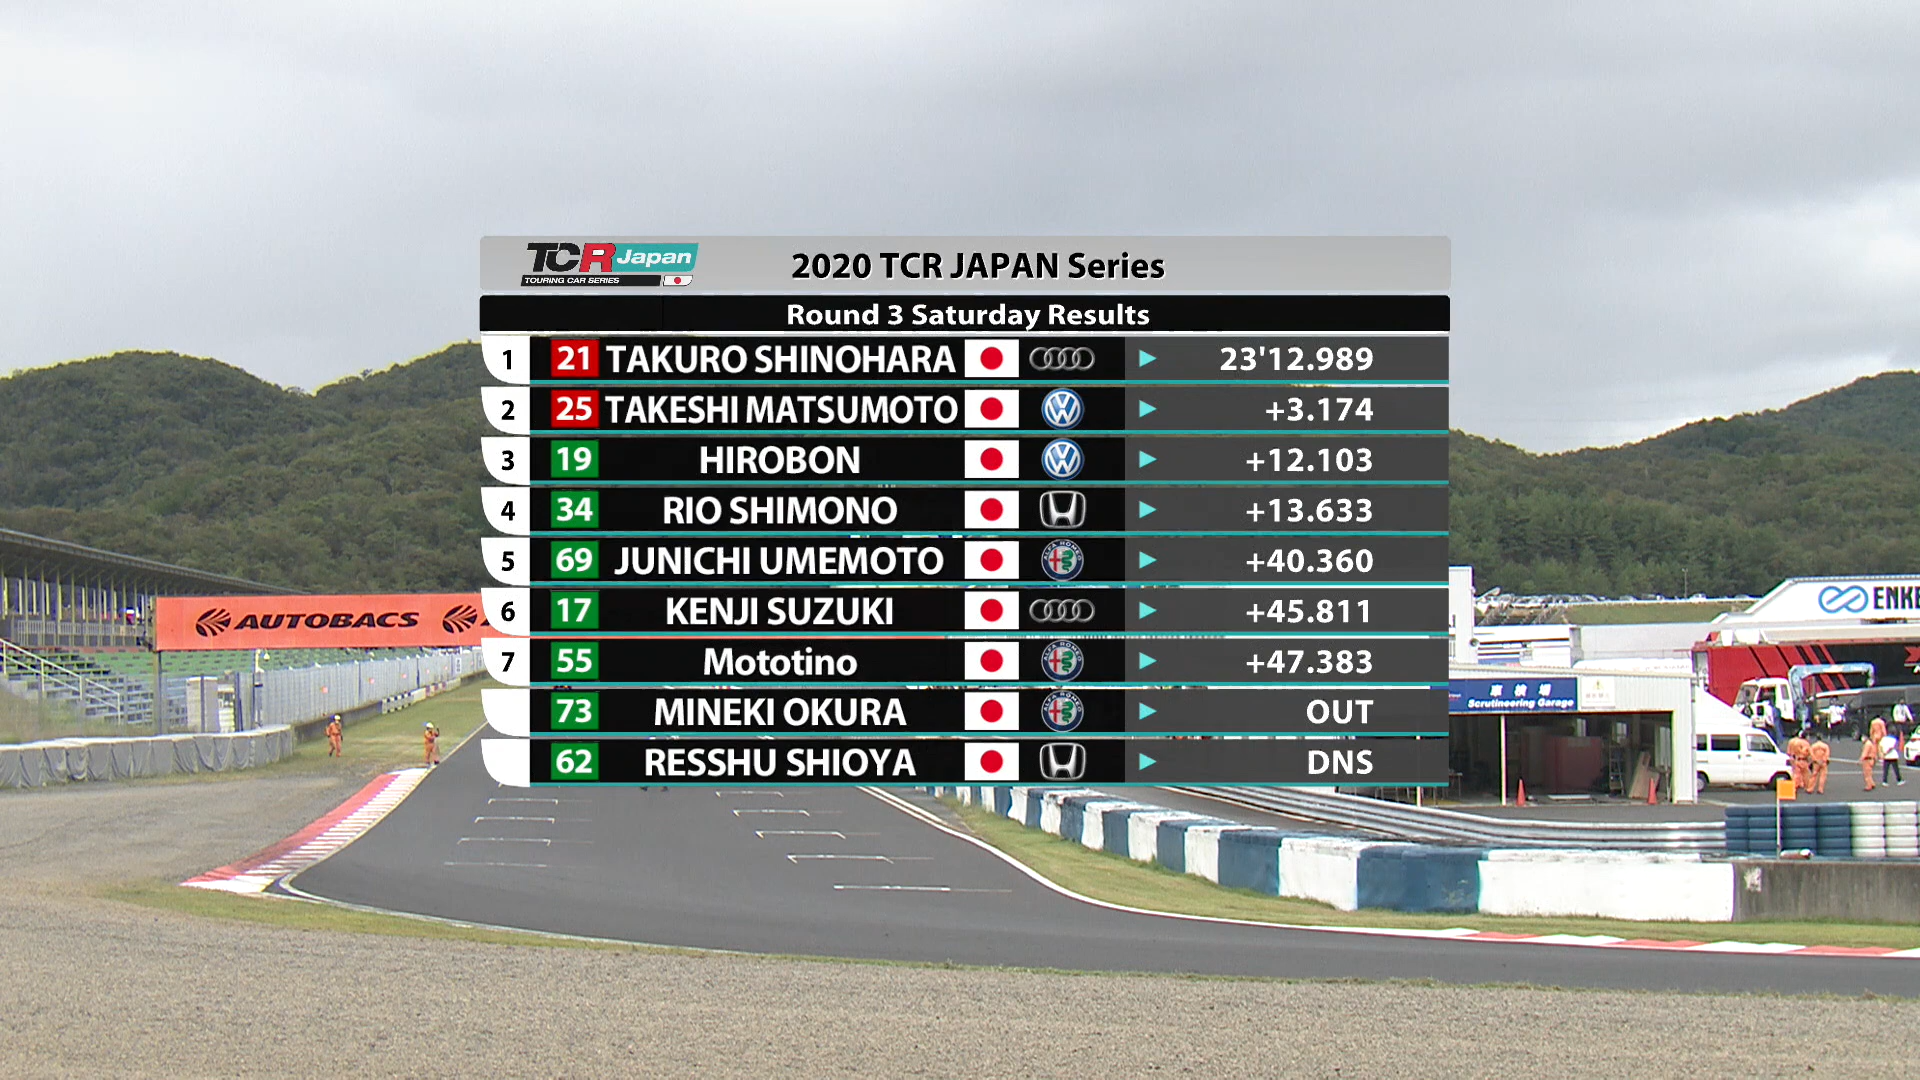 TCR Japan
TOURING CAR SERIES
2020 TCR JAPAN Series
Round 3 Saturday Results
1 21 TAKURO SHINOHARA 23'12.989
2 25 TAKESHI MATSUMOTO +3.174
3 19 HIROBON +12.103
4 34 RIO SHIMONO +13.633
5 69 JUNICHI UMEMOTO +40.360
6 17 KENJI SUZUKI +45.811
7 55 Mototino +47.383
73 MINEKI OKURA OUT
62 RESSHU SHIOYA DNS
AUTOBACS
ENKE
車検場
Scrutineering Garage